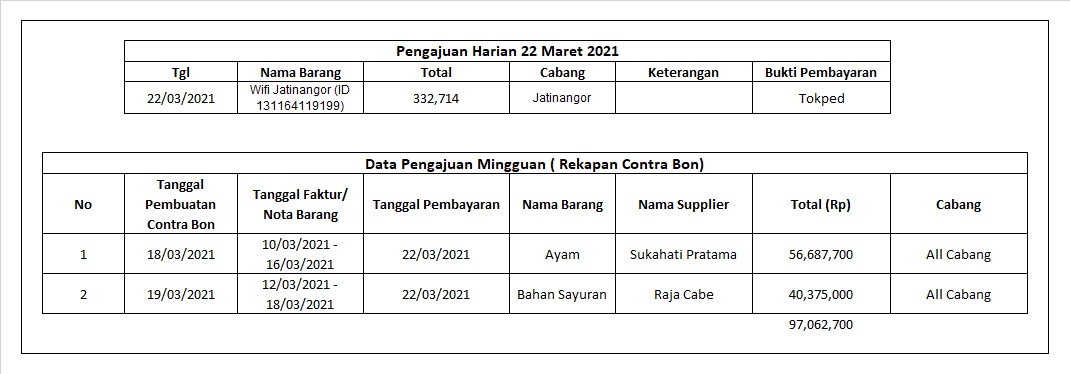 Pengajuan Harian 22 Maret 2021
Tgl Nama Barang Total Cabang Keterangan Bukti Pembayaran
22/03/2021 Wifi Jatinangor (ID 131164119199) 332,714 Jatinangor Tokped
Data Pengajuan Mingguan ( Rekapan Contra Bon)
No Tanggal Pembuatan Contra Bon Tanggal Faktur/ Nota Barang Tanggal Pembayaran Nama Barang Nama Supplier Total (Rp) Cabang
1 18/03/2021 10/03/2021 - 16/03/2021 22/03/2021 Ayam Sukahati Pratama 56,687,700 All Cabang
2 19/03/2021 12/03/2021 - 18/03/2021 22/03/2021 Bahan Sayuran Raja Cabe 40,375,000 All Cabang
97,062,700